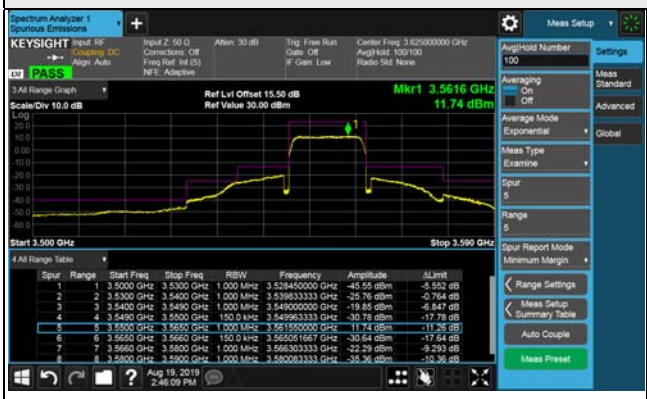 Spectrum Analyzer 1
Spurious Emissions
Meas Setup
KEYSIGHT Input: RF Input Z: 50 Ω Atten: 30 dB Trig: Free Run Center Freq: 3.625000000 GHz
Coupling: DC Corrections: Off Gate: Off Avg|Hold: 100/100
Align: Auto Freq Ref: Int (S) IF Gain: Low Radio Std: None
NFE: Adaptive
LXI PASS
3 All Range Graph
Ref Lvl Offset 15.50 dB
Mkr1 3.5616 GHz
Scale/Div 10.0 dB
Ref Value 30.00 dBm
11.74 dBm
Log
20.0
10.0
0.00
-10.0
-20.0
-30.0
-40.0
-50.0
-60.0
1
Start 3.500 GHz
Stop 3.590 GHz
4 All Range Table
Spur Range Start Freq Stop Freq RBW Frequency Amplitude ΔLimit
1 1 3.5000 GHz 3.5300 GHz 1.000 MHz 3.528450000 GHz -45.55 dBm -5.552 dB
2 2 3.5300 GHz 3.5400 GHz 1.000 MHz 3.539833333 GHz -25.76 dBm -0.764 dB
3 3 3.5400 GHz 3.5490 GHz 1.000 MHz 3.549000000 GHz -19.85 dBm -6.847 dB
4 4 3.5490 GHz 3.5500 GHz 150.0 kHz 3.549963333 GHz -30.78 dBm -17.78 dB
5 5 3.5500 GHz 3.5650 GHz 1.000 MHz 3.561550000 GHz 11.74 dBm -11.26 dB
6 6 3.5650 GHz 3.5660 GHz 150.0 kHz 3.565051667 GHz -30.64 dBm -17.64 dB
7 7 3.5660 GHz 3.5800 GHz 1.000 MHz 3.566303333 GHz -22.29 dBm -9.293 dB
8 8 3.5800 GHz 3.5900 GHz 1.000 MHz 3.580083333 GHz -35.36 dBm -10.36 dB
Avg|Hold Number
100
Averaging
On
Off
Average Mode
Exponential
Meas Type
Examine
Spur
5
Range
5
Spur Report Mode
Minimum Margin
Range Settings
Meas Setup
Summary Table
Auto Couple
Meas Preset
Settings
Meas
Standard
Advanced
Global
Aug 19, 2019
2:46:09 PM